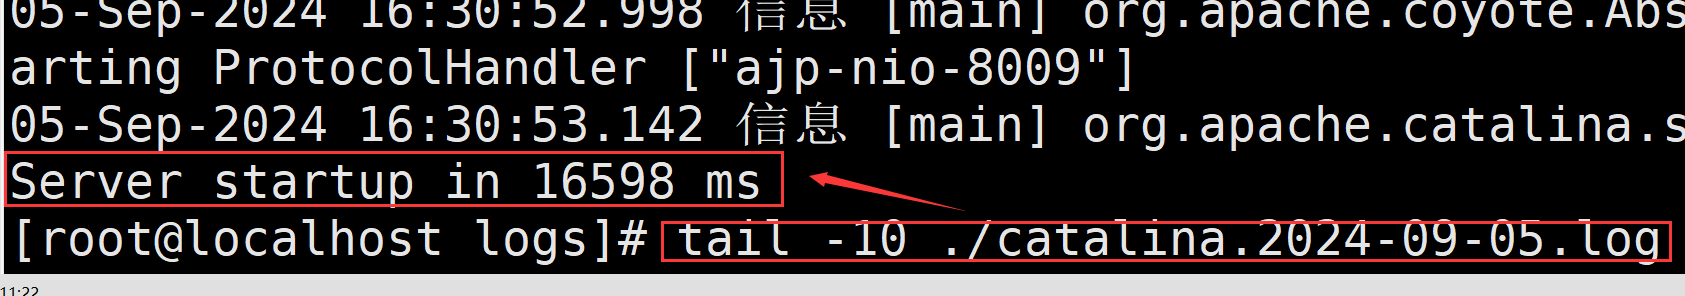 05-Sep-2024 16:30:52.998 信息 [main] org.apache.coyote.Abs
arting ProtocolHandler ["ajp-nio-8009"]
05-Sep-2024 16:30:53.142 信息 [main] org.apache.catalina.s
Server startup in 16598 ms
[root@localhost logs]# tail -10 ./catalina.2024-09-05.log
11:22